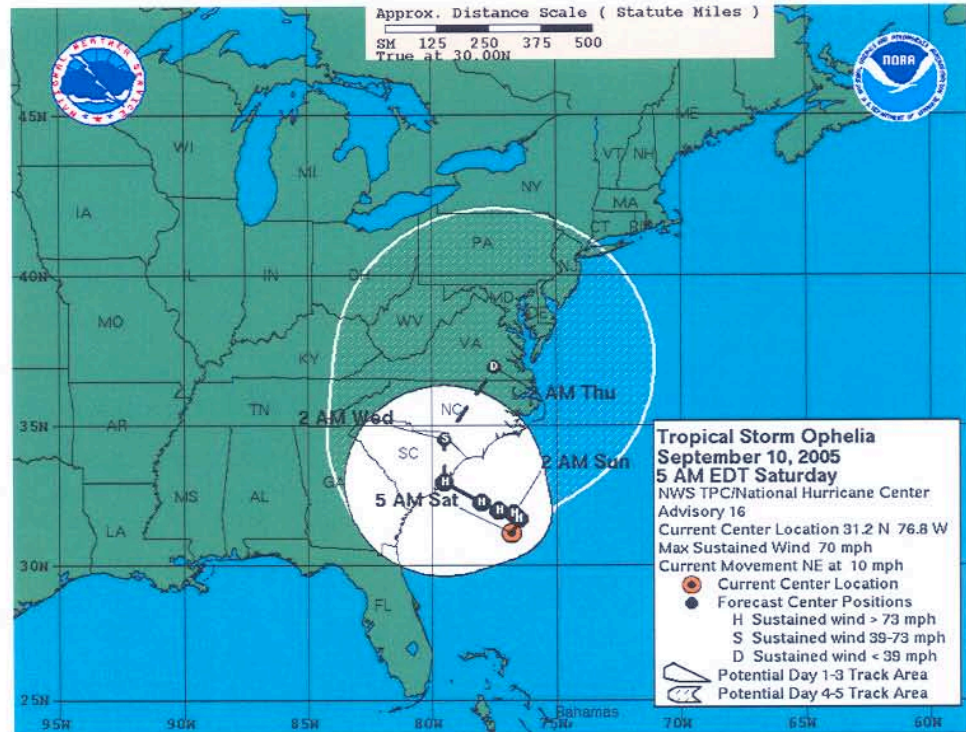 Approx. Distance Scale ( Statute Miles )
SM 125 250 375 500
True at 30.00N
NATIONAL WEATHER SERVICE
NOAA
45N
40N
35N
30N
25N
95W 90W 85W 80W 75W 70W 65W 60W
ME
WI
VT NH
MI
NY
MA
IA
CT RI
PA
NJ
IL IN OH
MD
DE
MO
WV
VA
KY
D
2 AM Thu
TN
NC
2 AM Wed
AR
S
SC
2 AM Sun
H
GA
5 AM Sat
H H H H
MS AL
LA
FL
Bahamas
Tropical Storm Ophelia
September 10, 2005
5 AM EDT Saturday
NWS TPC/National Hurricane Center
Advisory 16
Current Center Location 31.2 N 76.8 W
Max Sustained Wind 70 mph
Current Movement NE at 10 mph
Current Center Location
Forecast Center Positions
H Sustained wind > 73 mph
S Sustained wind 39-73 mph
D Sustained wind < 39 mph
Potential Day 1-3 Track Area
Potential Day 4-5 Track Area